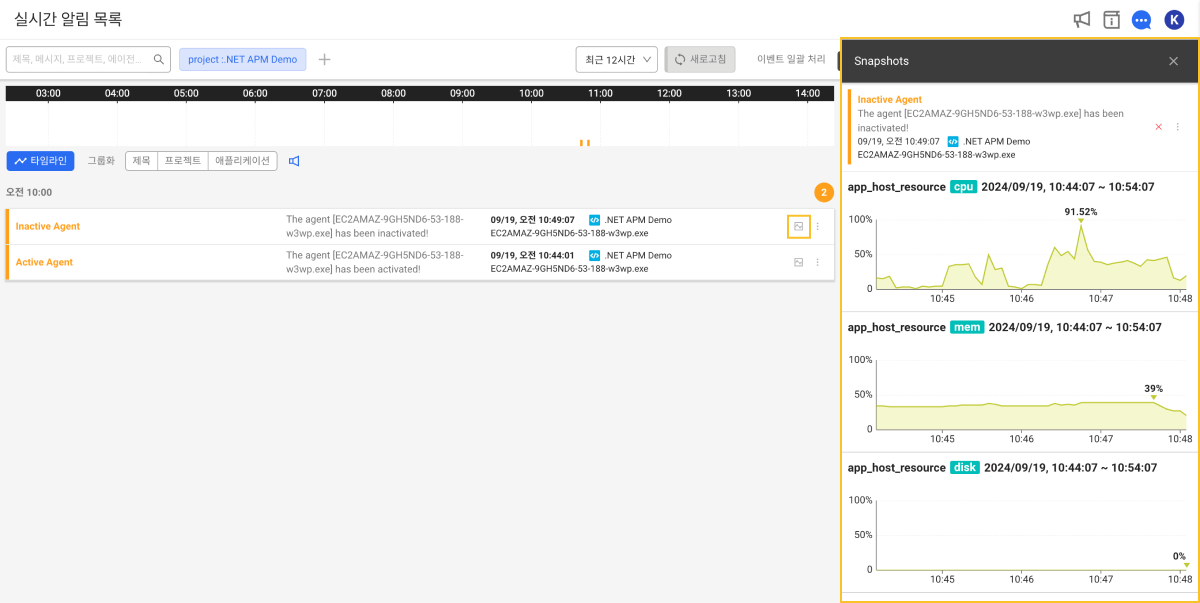 실시간 알림 목록
K
제목, 메시지, 프로젝트, 에이전...
project :.NET APM Demo
최근 12시간
새로고침
이벤트 일괄 처리
03:00 04:00 05:00 06:00 07:00 08:00 09:00 10:00 11:00 12:00 13:00 14:00
타임라인
그룹화
제목 프로젝트 애플리케이션
오전 10:00
2
Inactive Agent
The agent [EC2AMAZ-9GH5ND6-53-188-
w3wp.exe] has been inactivated!
09/19, 오전 10:49:07 .NET APM Demo
EC2AMAZ-9GH5ND6-53-188-w3wp.exe
Active Agent
The agent [EC2AMAZ-9GH5ND6-53-188-
w3wp.exe] has been activated!
09/19, 오전 10:44:01 .NET APM Demo
EC2AMAZ-9GH5ND6-53-188-w3wp.exe
Snapshots
Inactive Agent
The agent [EC2AMAZ-9GH5ND6-53-188-w3wp.exe] has been
inactivated!
09/19, 오전 10:49:07 .NET APM Demo
EC2AMAZ-9GH5ND6-53-188-w3wp.exe
app_host_resource cpu 2024/09/19, 10:44:07 ~ 10:54:07
91.52%
100%
50%
0
10:45 10:46 10:47 10:48
app_host_resource mem 2024/09/19, 10:44:07 ~ 10:54:07
100%
39%
50%
0
10:45 10:46 10:47 10:48
app_host_resource disk 2024/09/19, 10:44:07 ~ 10:54:07
100%
50%
0%
0
10:45 10:46 10:47 10:48